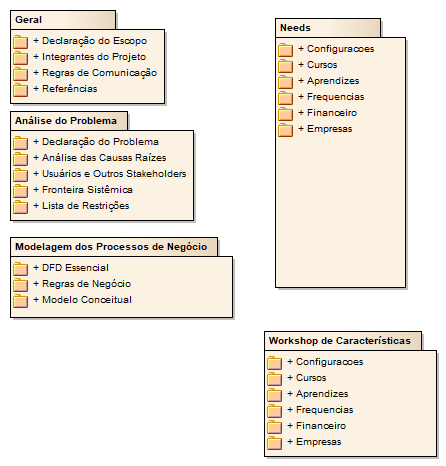 Geral
+ Declaração do Escopo
+ Integrantes do Projeto
+ Regras de Comunicação
+ Referências
Análise do Problema
+ Declaração do Problema
+ Análise das Causas Raízes
+ Usuários e Outros Stakeholders
+ Fronteira Sistêmica
+ Lista de Restrições
Modelagem dos Processos de Negócio
+ DFD Essencial
+ Regras de Negócio
+ Modelo Conceitual
Needs
+ Configuracoes
+ Cursos
+ Aprendizes
+ Frequencias
+ Financeiro
+ Empresas
Workshop de Características
+ Configuracoes
+ Cursos
+ Aprendizes
+ Frequencias
+ Financeiro
+ Empresas